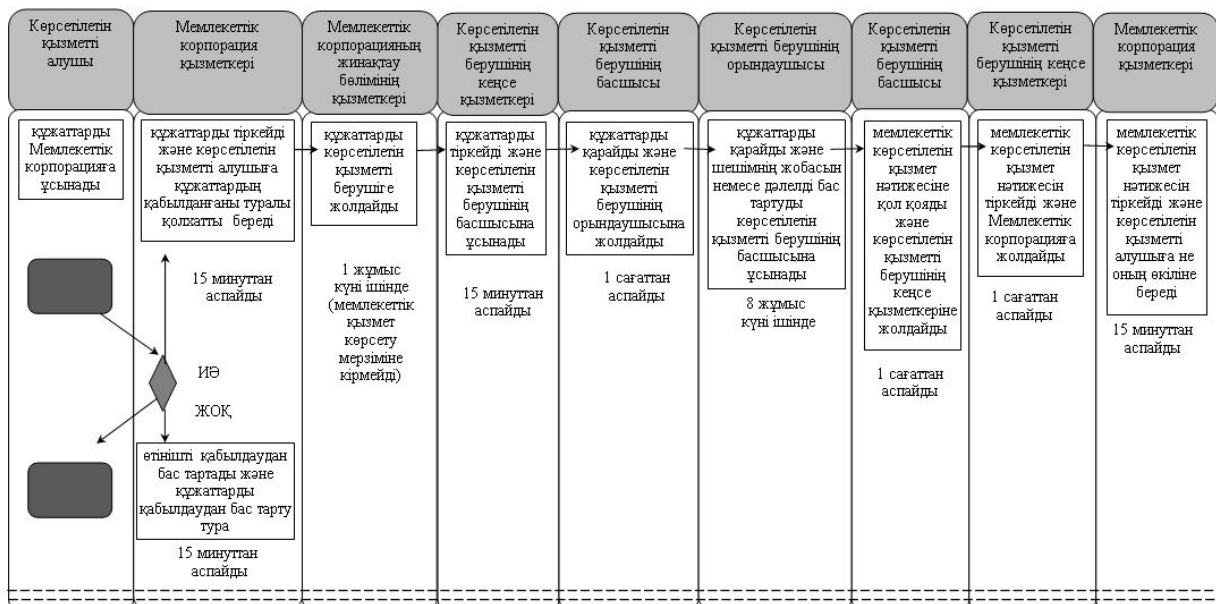 Көрсетілетін
қызметті
алушы
Мемлекеттік
корпорация
қызметкері
Мемлекеттік
корпорацияның
жинақтау
бөлімінің
қызметкері
Көрсетілетін
қызметті
берушінің
кеңсе
қызметкері
Көрсетілетін
қызметті
берушінің
басшысы
Көрсетілетін
қызметті берушінің
орындаушысы
Көрсетілетін
қызметті
берушінің
басшысы
Көрсетілетін
қызметті
берушінің кеңсе
қызметкері
Мемлекеттік
корпорация
қызметкері
құжаттарды
Мемлекеттік
корпорацияға
ұсынады
құжаттарды тіркейді
және көрсетілетін
қызметті алушыға
құжаттардың
қабылданғаны туралы
қолхатты береді
15 минуттан
аспайды
ИӘ
ЖОҚ
өтінішті қабылдаудан
бас тартады және
құжаттарды
қабылдаудан бас тарту
тура
15 минуттан
аспайды
құжаттарды
көрсетілетін
қызметті
берушіге
жолдайды
1 жұмыс
күні ішінде
(мемлекеттік
қызмет
көрсету
мерзіміне
кірмейді)
құжаттарды
тіркейді және
көрсетілетін
қызметті
берушінің
басшысына
ұсынады
15 минуттан
аспайды
құжаттарды
қарайды және
көрсетілетін
қызметті
берушінің
орындаушысына
жолдайды
1 сағаттан
аспайды
құжаттарды
қарайды және
шешімнің жобасын
немесе дәлелді бас
тартуды
көрсетілетін
қызметті берушінің
басшысына
ұсынады
8 жұмыс
күні ішінде
мемлекеттік
көрсетілетін
қызмет
нәтижесіне
қол қояды
және
көрсетілетін
қызметті
берушінің
кеңсе
қызметкеріне
жолдайды
1 сағаттан
аспайды
мемлекеттік
көрсетілетін
қызмет
нәтижесін
тіркейді және
Мемлекеттік
корпорацияға
жолдайды
1 сағаттан
аспайды
мемлекеттік
көрсетілетін
қызмет
нәтижесін
тіркейді және
көрсетілетін
қызметті
алушыға не
оның өкіліне
береді
15 минуттан
аспайды